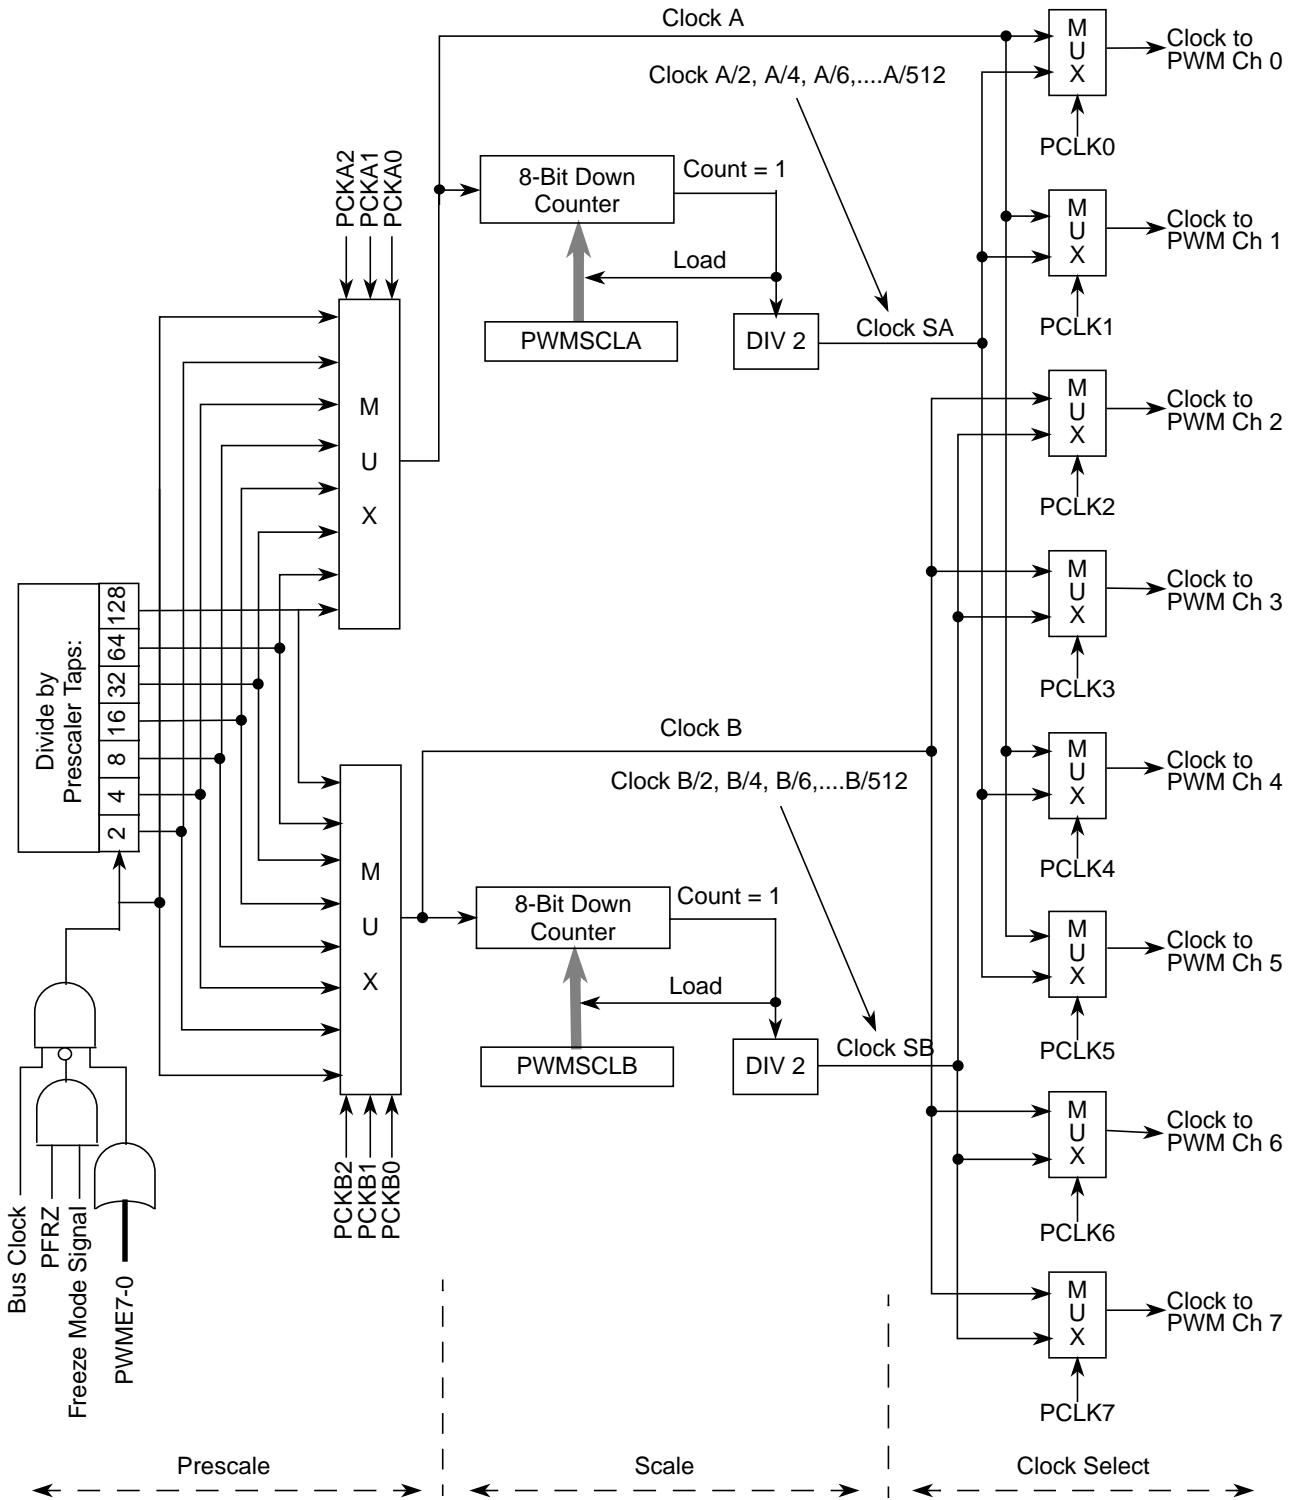 Clock A
Clock A/2, A/4, A/6,....A/512
M
U
X
Clock to
PWM Ch 0
PCLK0
PCKA2
PCKA1
PCKA0
8-Bit Down
Counter
Count = 1
Load
PWMSCLA
DIV 2
Clock SA
M
U
X
Clock to
PWM Ch 1
PCLK1
M
U
X
M
U
X
Clock to
PWM Ch 2
PCLK2
M
U
X
Clock to
PWM Ch 3
PCLK3
Divide by
Prescaler Taps:
128
64
32
16
8
4
2
Clock B
Clock B/2, B/4, B/6,....B/512
M
U
X
Clock to
PWM Ch 4
PCLK4
M
U
X
8-Bit Down
Counter
Count = 1
Load
PWMSCLB
DIV 2
Clock SB
M
U
X
Clock to
PWM Ch 5
PCLK5
M
U
X
Clock to
PWM Ch 6
PCLK6
PCKB2
PCKB1
PCKB0
Bus Clock
PFRZ
Freeze Mode Signal
PWME7-0
M
U
X
Clock to
PWM Ch 7
PCLK7
Prescale
Scale
Clock Select